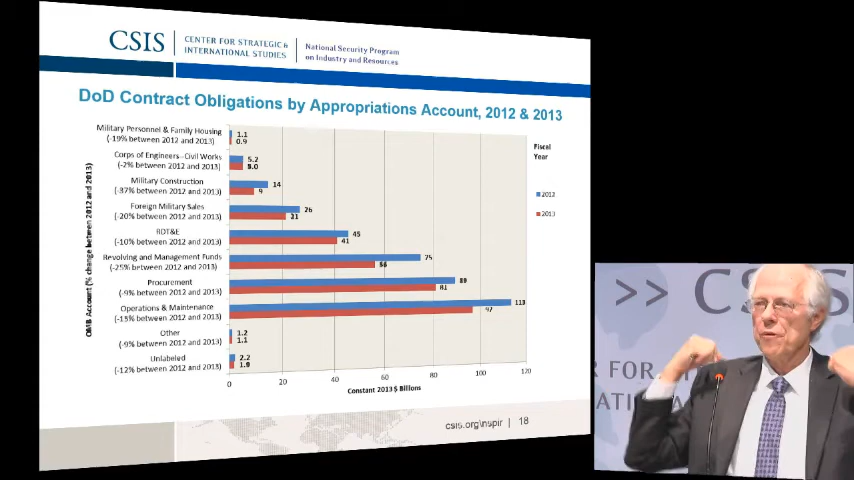 CSIS
CENTER FOR STRATEGIC &
INTERNATIONAL STUDIES
National Security Program
on Industry and Resources
DoD Contract Obligations by Appropriations Account, 2012 & 2013
OMB Account (% change between 2012 and 2013)
Military Personnel & Family Housing
(-19% between 2012 and 2013)
1.1
0.9
Corps of Engineers--Civil Works
(-2% between 2012 and 2013)
5.2
5.0
Military Construction
(-37% between 2012 and 2013)
14
9
Foreign Military Sales
(-20% between 2012 and 2013)
26
21
RDT&E
(-10% between 2012 and 2013)
45
41
Revolving and Management Funds
(-25% between 2012 and 2013)
75
56
Procurement
(-9% between 2012 and 2013)
89
81
Operations & Maintenance
(-13% between 2012 and 2013)
113
97
Other
(-9% between 2012 and 2013)
1.2
1.1
Unlabeled
(-12% between 2012 and 2013)
2.2
1.9
0 20 40 60 80 100 120
Constant 2013 $ Billions
Fiscal
Year
2012
2013
csis.org\nspir | 18
>> CSIS
R FOR